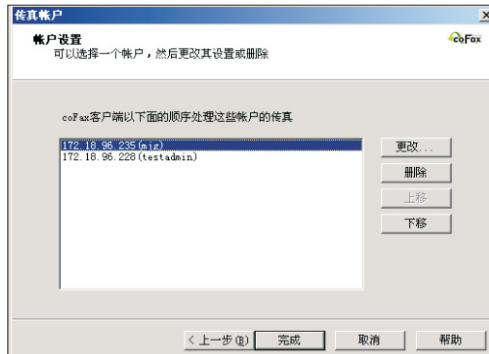 传真帐户
帐户设置
可以选择一个帐户，然后更改其设置或删除
coFax
coFax客户端以下面的顺序处理这些帐户的传真
172.18.96.235(mig)
172.18.96.228(testadmin)
更改...
删除
上移
下移
< 上一步(B)
完成
取消
帮助